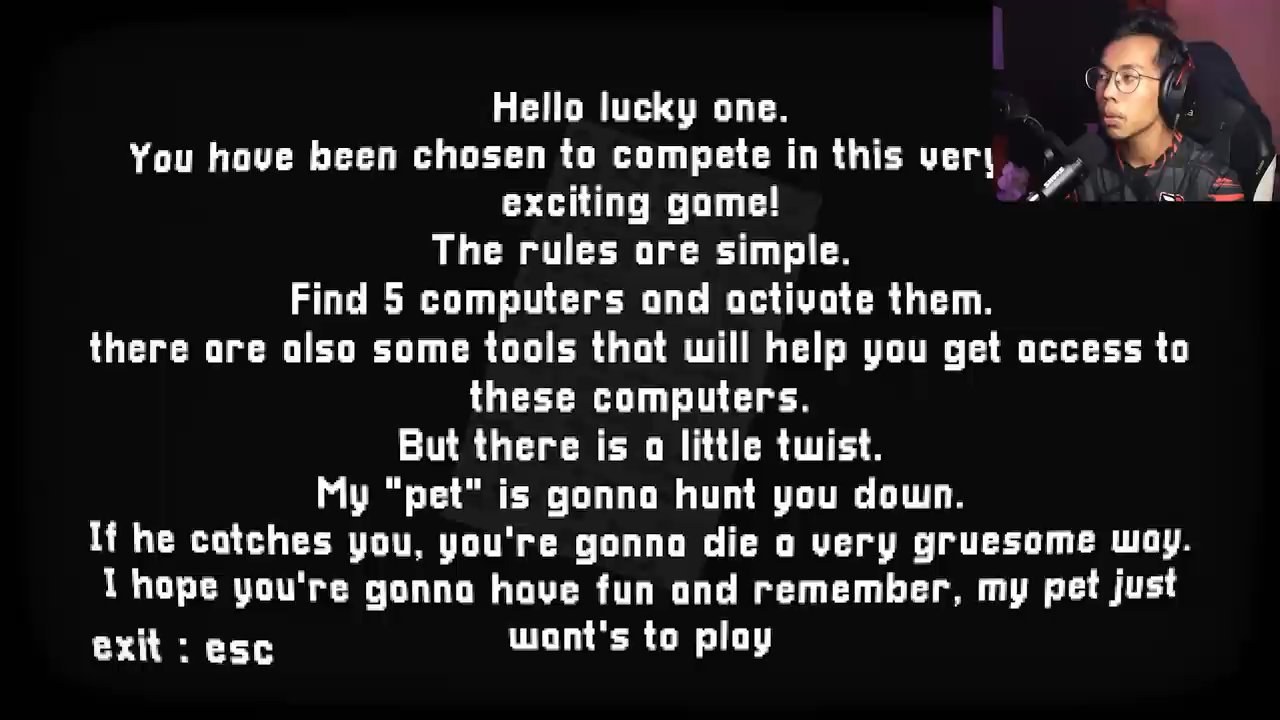 Hello lucky one.
You have been chosen to compete in this very
exciting game!
The rules are simple.
Find 5 computers and activate them.
there are also some tools that will help you get access to
these computers.
But there is a little twist.
My "pet" is gonna hunt you down.
If he catches you, you're gonna die a very gruesome way.
I hope you're gonna have fun and remember, my pet just
want's to play
exit : esc